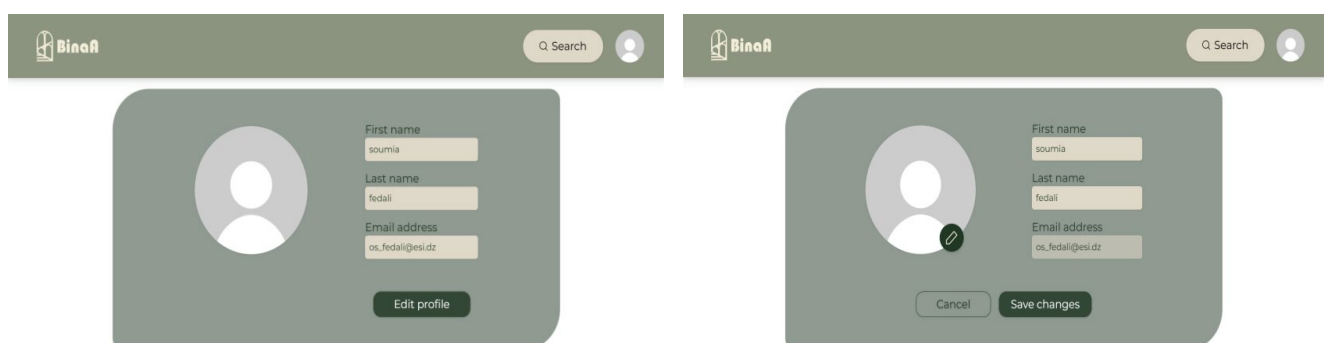 BinaA
Search
First name
soumia
Last name
fedali
Email address
os_fedali@esi.dz
Edit profile
BinaA
Search
First name
soumia
Last name
fedali
Email address
os_fedali@esi.dz
Cancel
Save changes